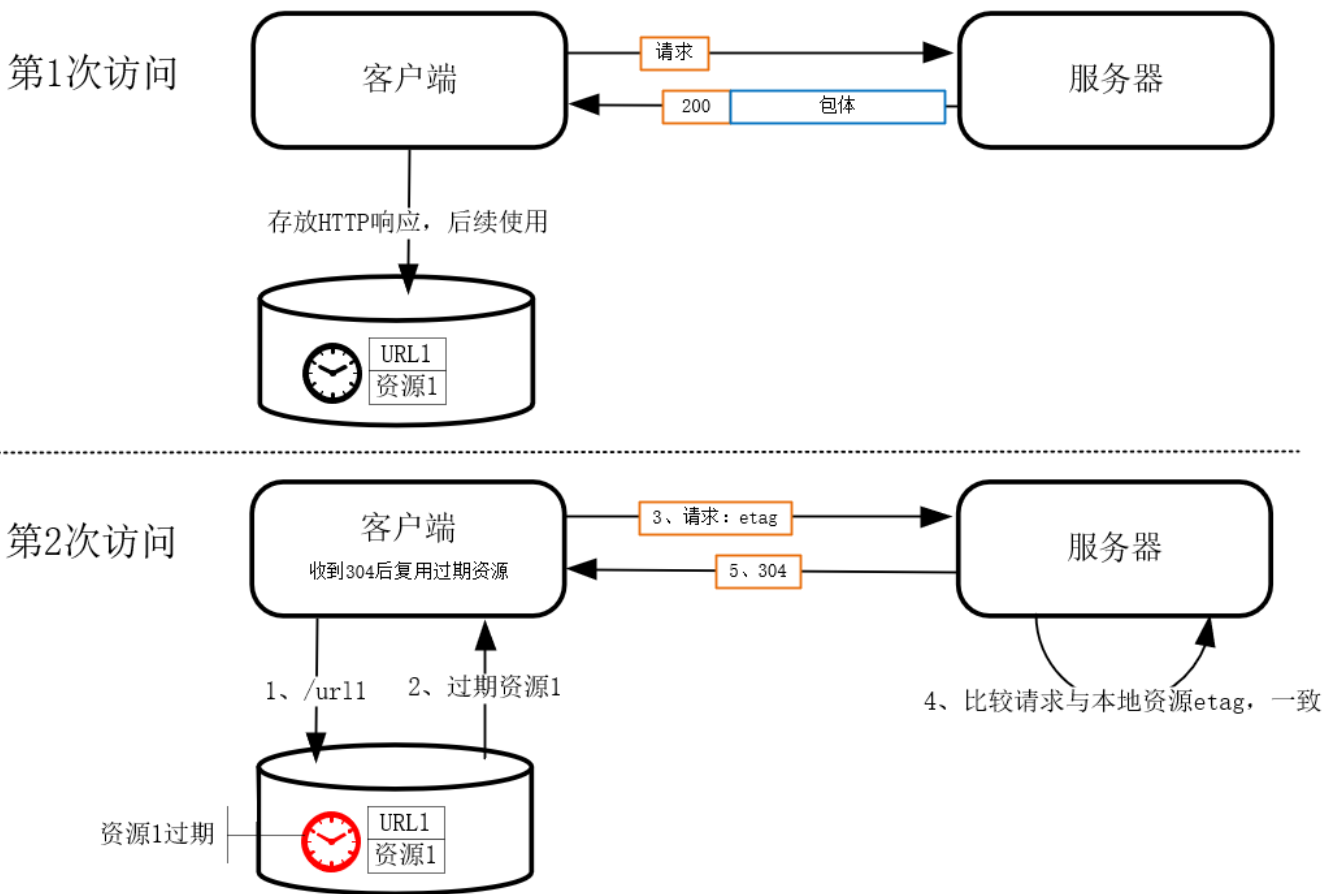 第1次访问
客户端
请求
200
包体
服务器
存放HTTP响应，后续使用
URL1
资源1
第2次访问
客户端
收到304后复用过期资源
3、请求：etag
5、304
服务器
1、/url1
2、过期资源1
4、比较请求与本地资源etag，一致
资源1过期
URL1
资源1